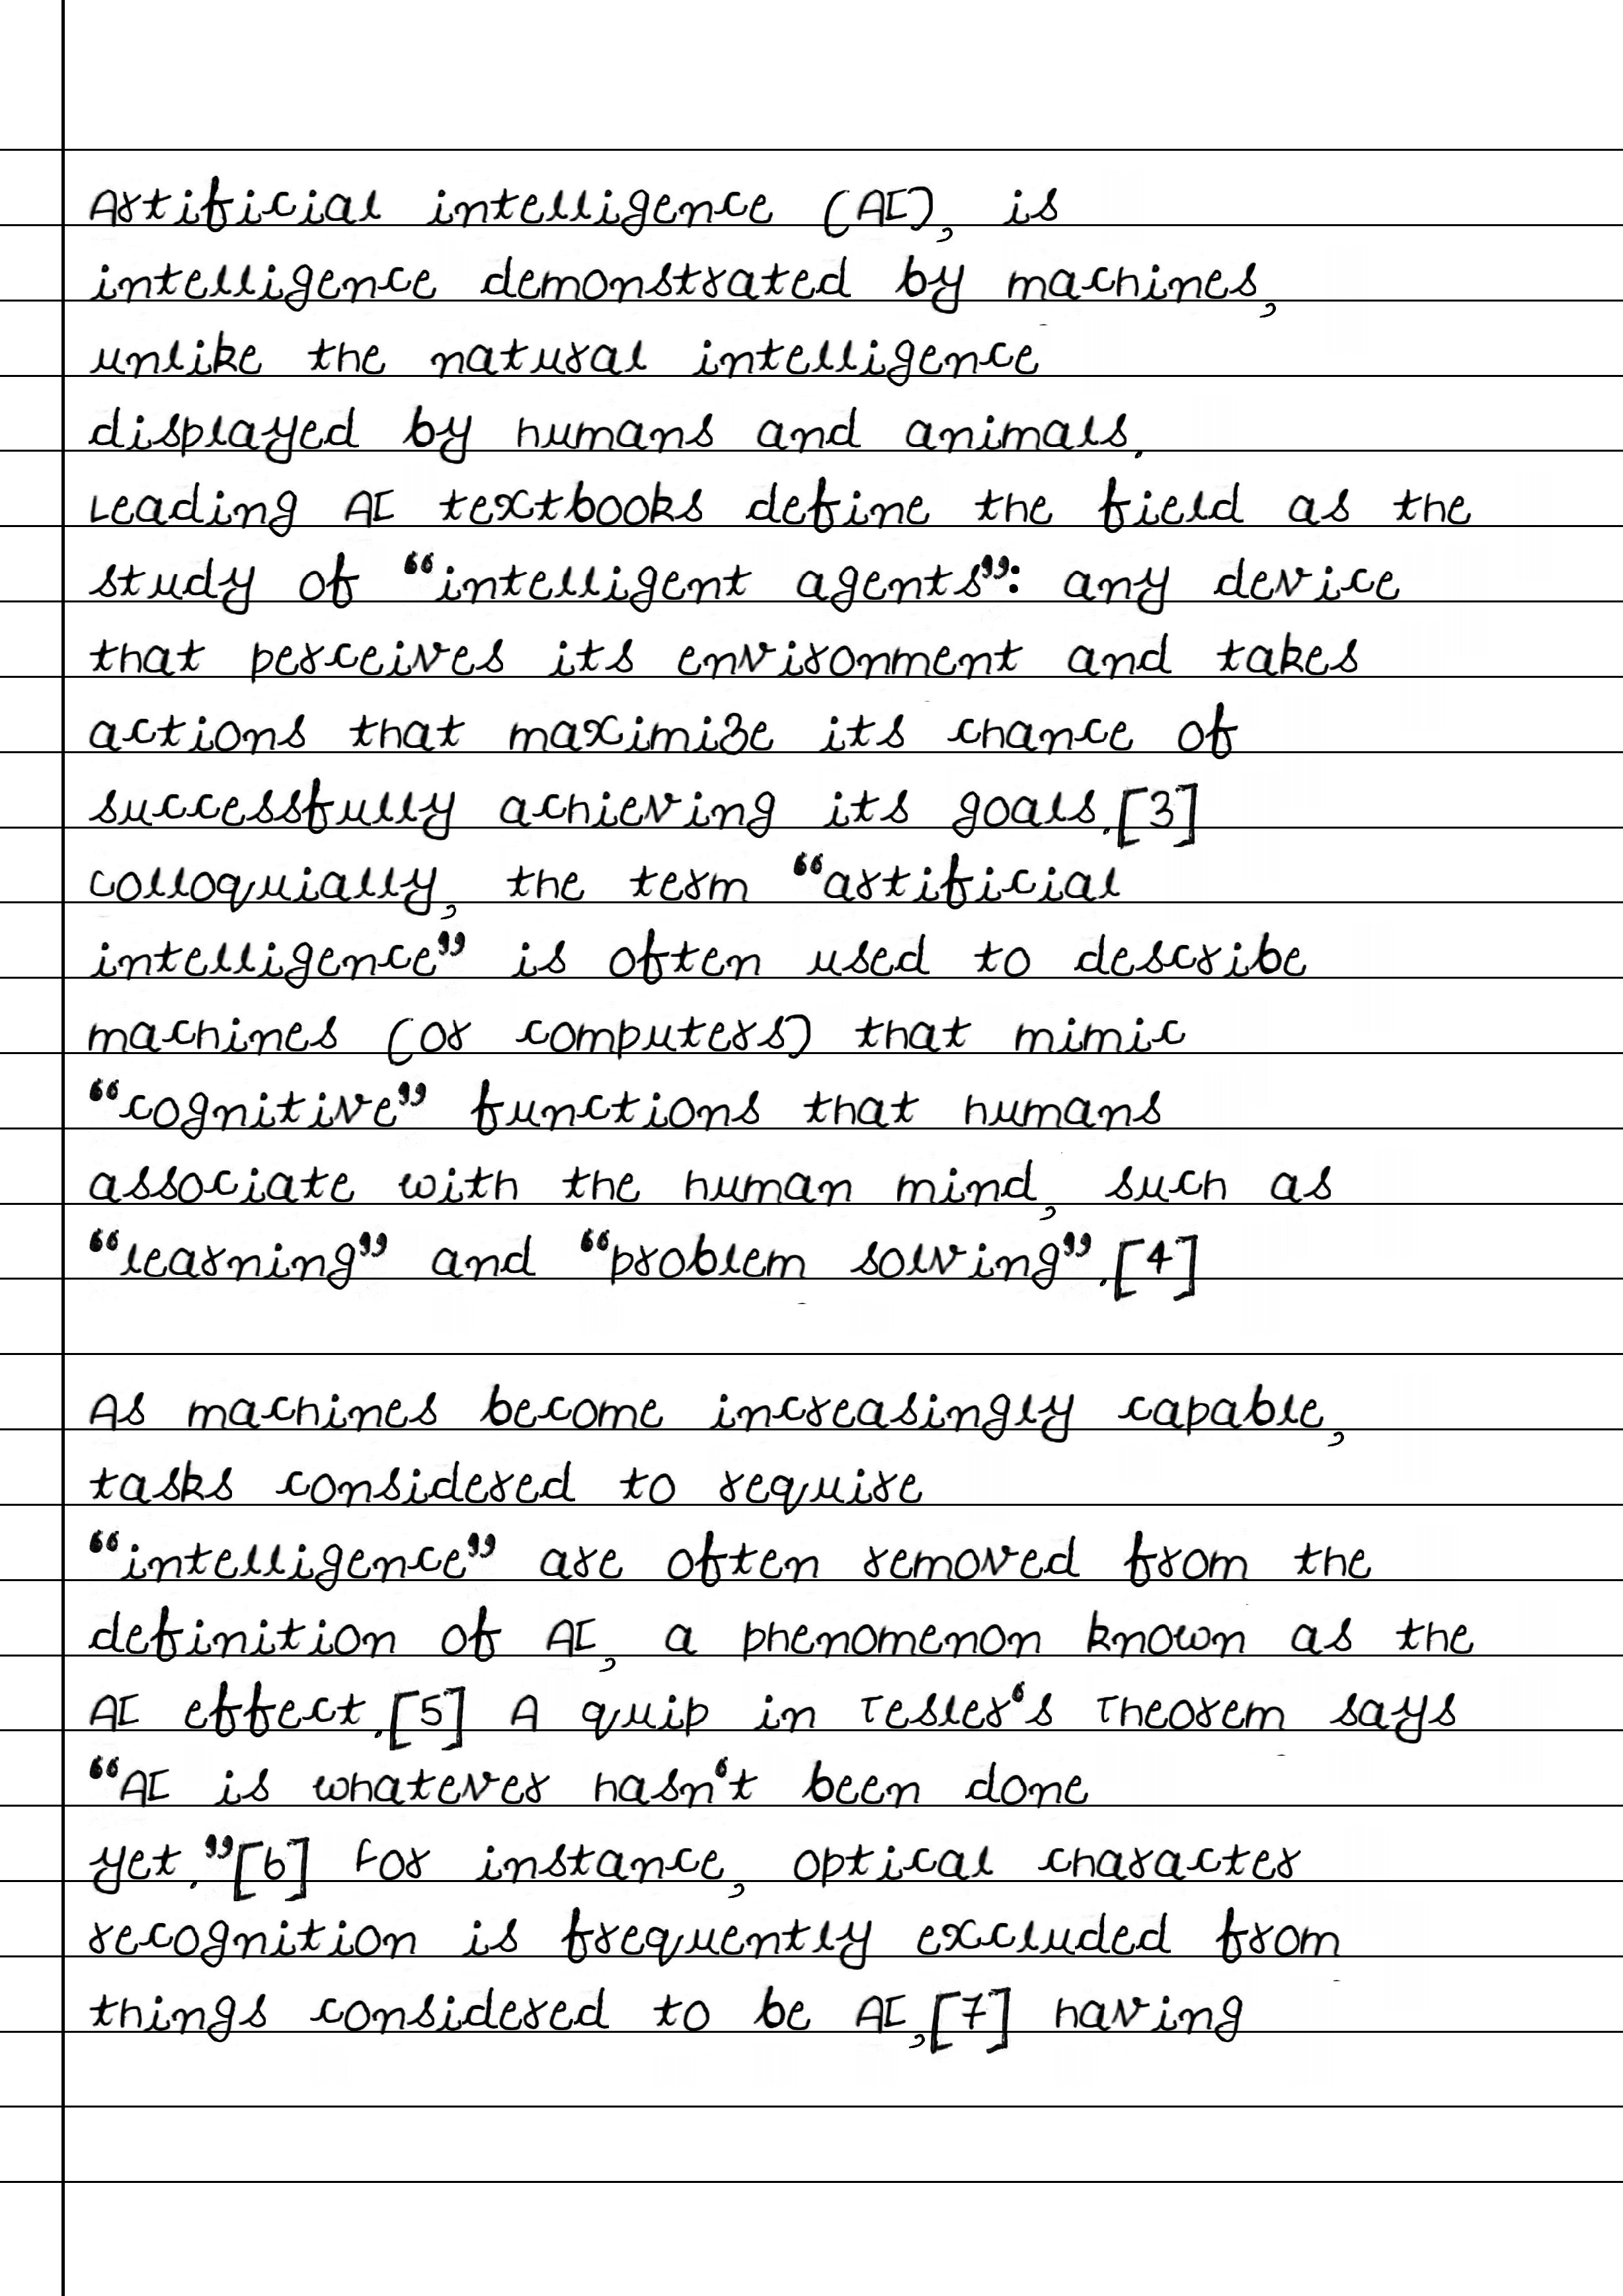 Artificial intelligence (AI), is
intelligence demonstrated by machines,
unlike the natural intelligence
displayed by humans and animals.
Leading AI textbooks define the field as the
study of “intelligent agents”: any device
that perceives its environment and takes
actions that maximize its chance of
successfully achieving its goals.[3]
colloquially, the term “artificial
intelligence” is often used to describe
machines (or computers) that mimic
“cognitive” functions that humans
associate with the human mind, such as
“learning” and “problem solving”.[4]
As machines become increasingly capable,
tasks considered to require
“intelligence” are often removed from the
definition of AI, a phenomenon known as the
AI effect.[5] A quip in Tesler‘s Theorem says
“AI is whatever hasn‘t been done
yet.”[6] For instance, optical character
recognition is frequently excluded from
things considered to be AI,[7] having